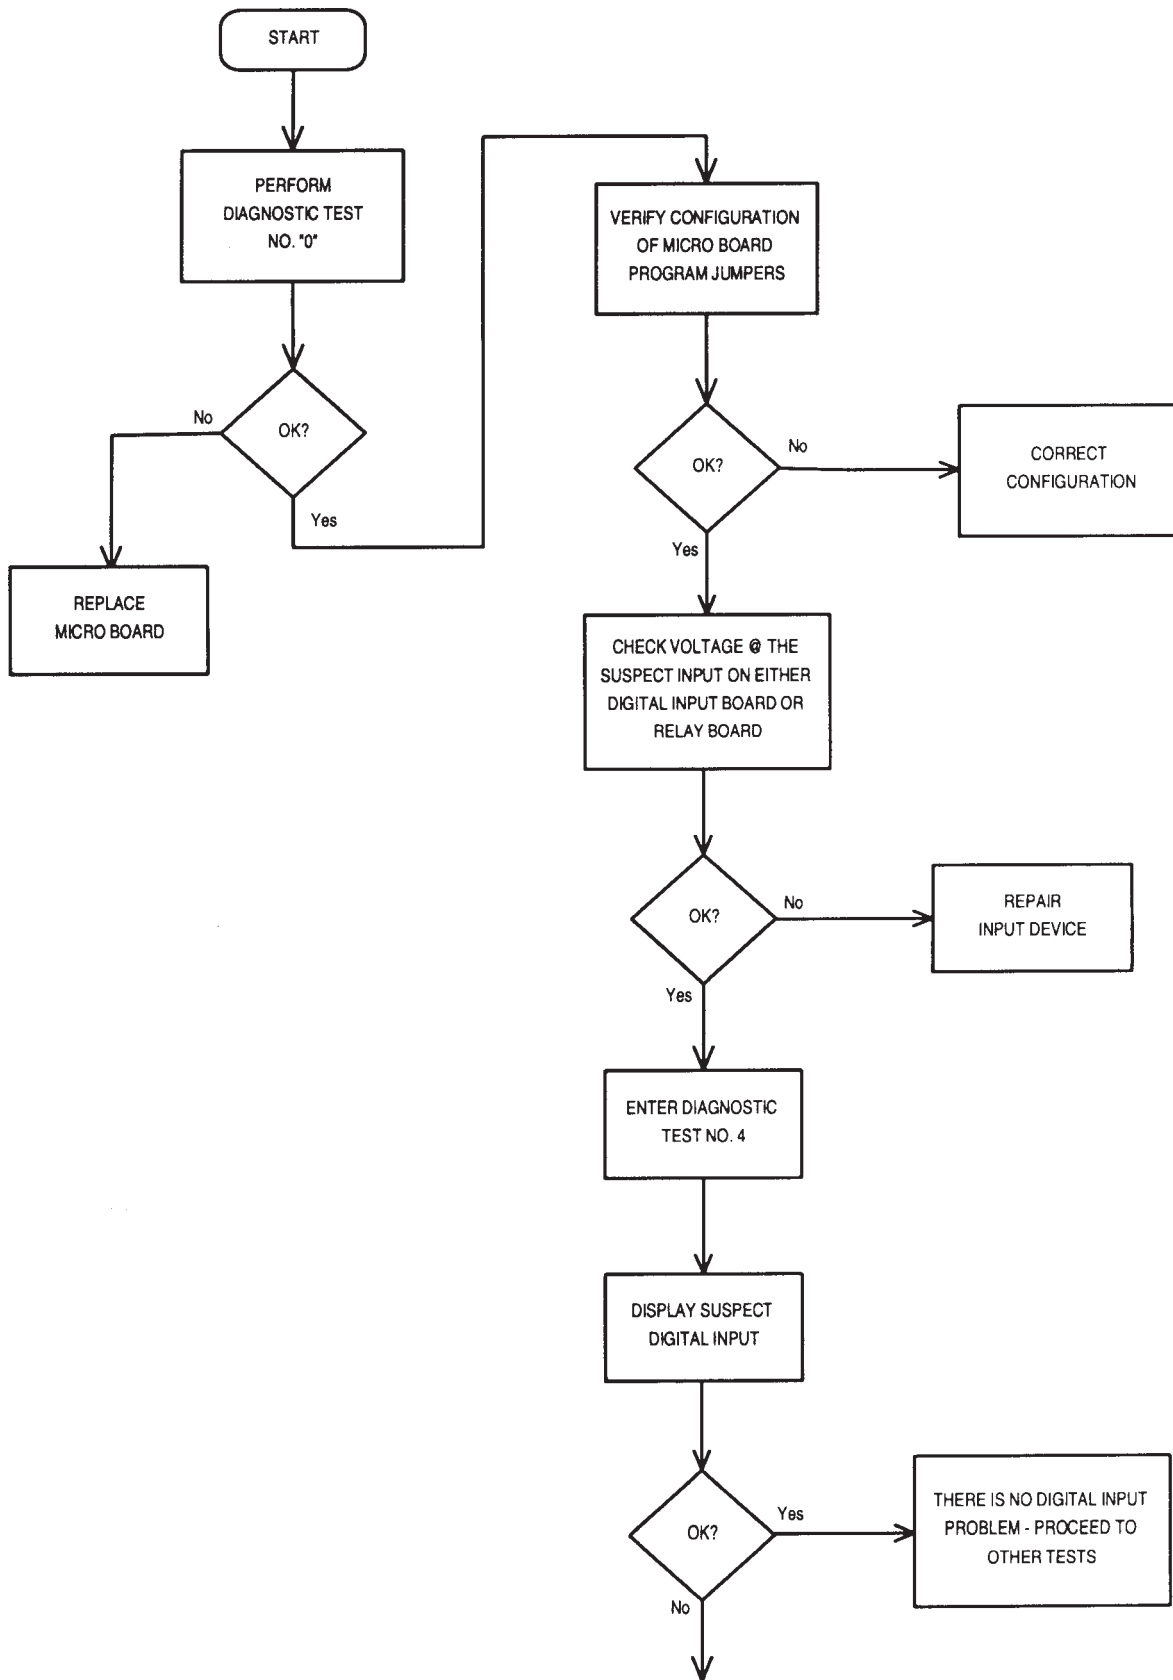 START
PERFORM
DIAGNOSTIC TEST
NO. "0"
OK?
No
Yes
REPLACE
MICRO BOARD
VERIFY CONFIGURATION
OF MICRO BOARD
PROGRAM JUMPERS
OK?
No
CORRECT
CONFIGURATION
Yes
CHECK VOLTAGE @ THE
SUSPECT INPUT ON EITHER
DIGITAL INPUT BOARD OR
RELAY BOARD
OK?
No
REPAIR
INPUT DEVICE
Yes
ENTER DIAGNOSTIC
TEST NO. 4
DISPLAY SUSPECT
DIGITAL INPUT
OK?
Yes
THERE IS NO DIGITAL INPUT
PROBLEM - PROCEED TO
OTHER TESTS
No